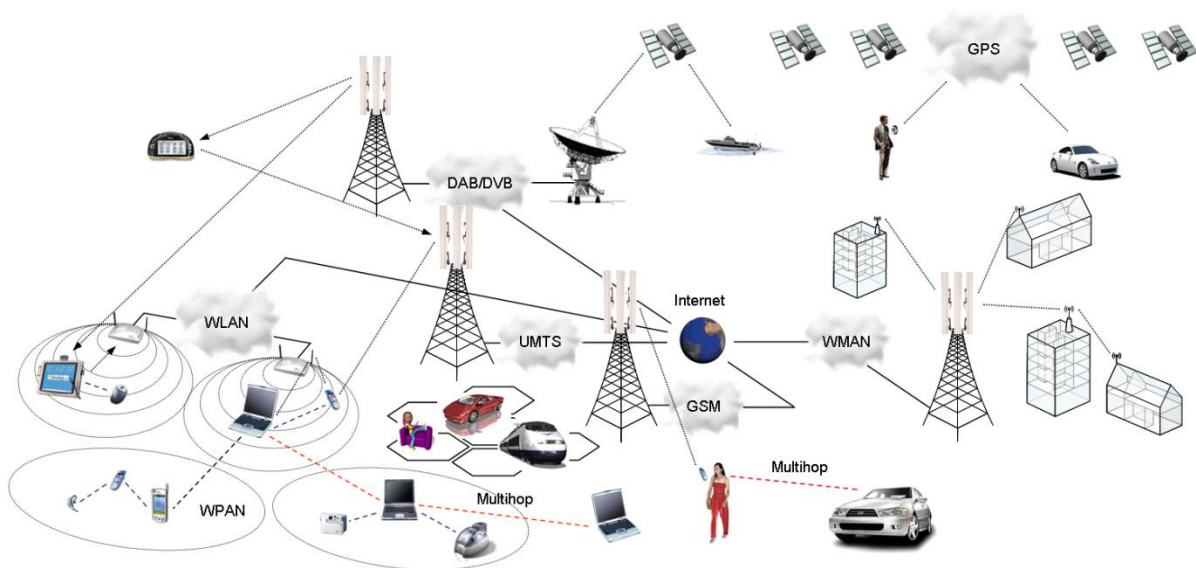 GPS
DAB/DVB
Internet
WLAN
UMTS
WMAN
GSM
Multihop
Multihop
WPAN